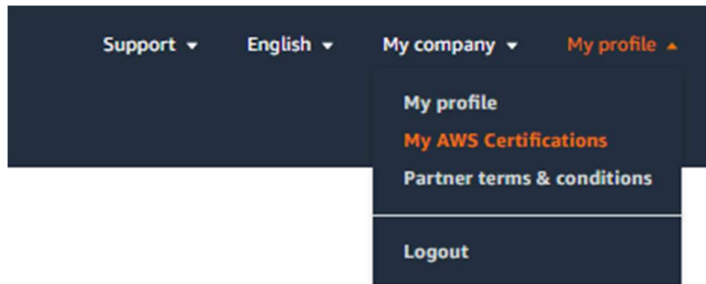 Support English My company My profile
My profile
My AWS Certifications
Partner terms & conditions
Logout